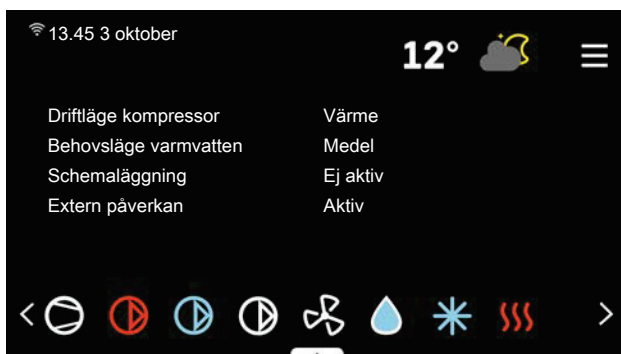 13.45 3 oktober
12°
Driftläge kompressor Värme
Behovsläge varmvatten Medel
Schemaläggning Ej aktiv
Extern påverkan Aktiv